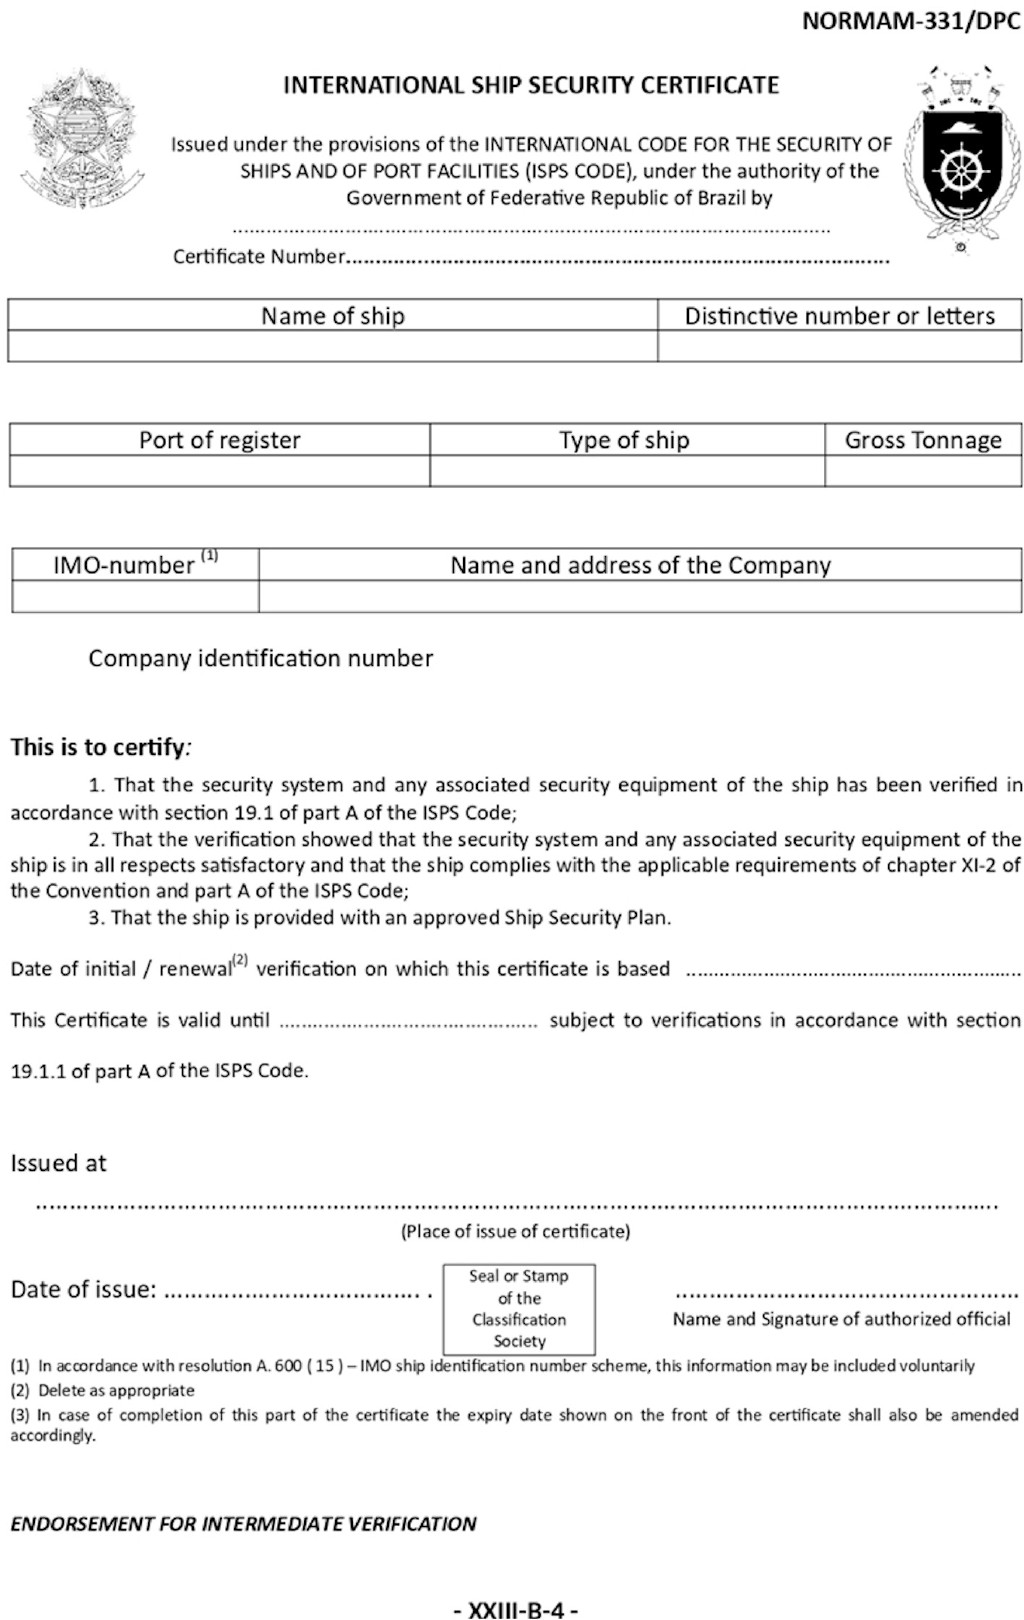 NORMAM-331/DPC
INTERNATIONAL SHIP SECURITY CERTIFICATE
Issued under the provisions of the INTERNATIONAL CODE FOR THE SECURITY OF
SHIPS AND OF PORT FACILITIES (ISPS CODE), under the authority of the
Government of Federative Republic of Brazil by
..........................................................................................................
Certificate Number...........................................................................................
Name of ship Distinctive number or letters
Port of register Type of ship Gross Tonnage
IMO-number (1) Name and address of the Company
Company identification number
This is to certify:
1. That the security system and any associated security equipment of the ship has been verified in
accordance with section 19.1 of part A of the ISPS Code;
2. That the verification showed that the security system and any associated security equipment of the
ship is in all respects satisfactory and that the ship complies with the applicable requirements of chapter XI-2 of
the Convention and part A of the ISPS Code;
3. That the ship is provided with an approved Ship Security Plan.
Date of initial / renewal(2) verification on which this certificate is based ............................................................
This Certificate is valid until .............................................. subject to verifications in accordance with section
19.1.1 of part A of the ISPS Code.
Issued at
................................................................................................................................................
(Place of issue of certificate)
Date of issue: ...................................... .
Seal or Stamp
of the
Classification
Society
...................................................
Name and Signature of authorized official
(1) In accordance with resolution A. 600 ( 15 ) – IMO ship identification number scheme, this information may be included voluntarily
(2) Delete as appropriate
(3) In case of completion of this part of the certificate the expiry date shown on the front of the certificate shall also be amended
accordingly.
ENDORSEMENT FOR INTERMEDIATE VERIFICATION
- XXIII-B-4 -